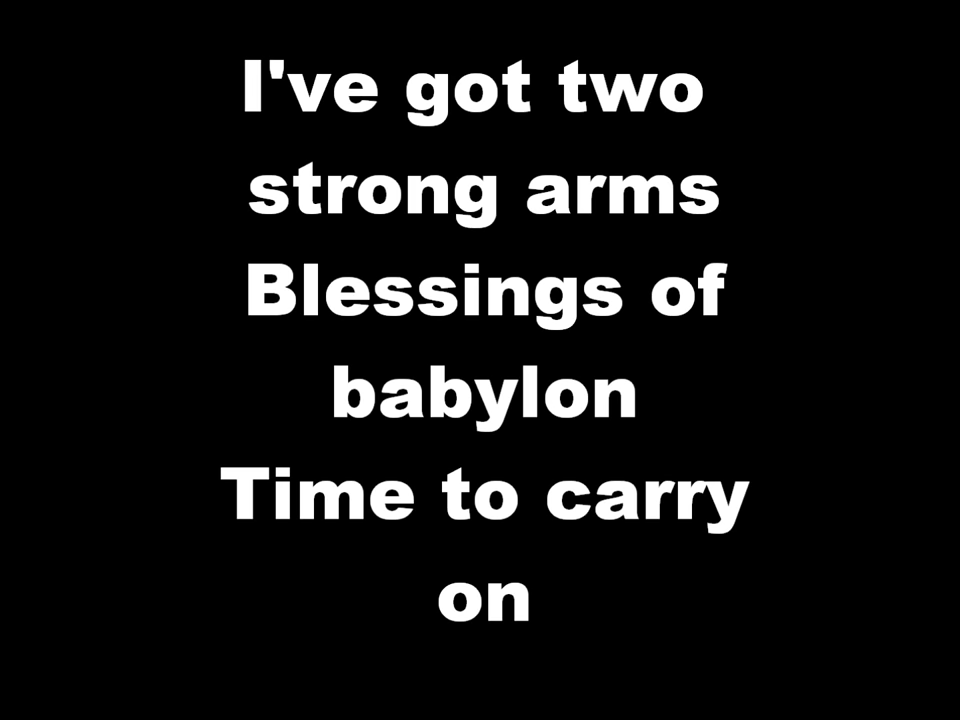 I've got two
strong arms
Blessings of
babylon
Time to carry
on